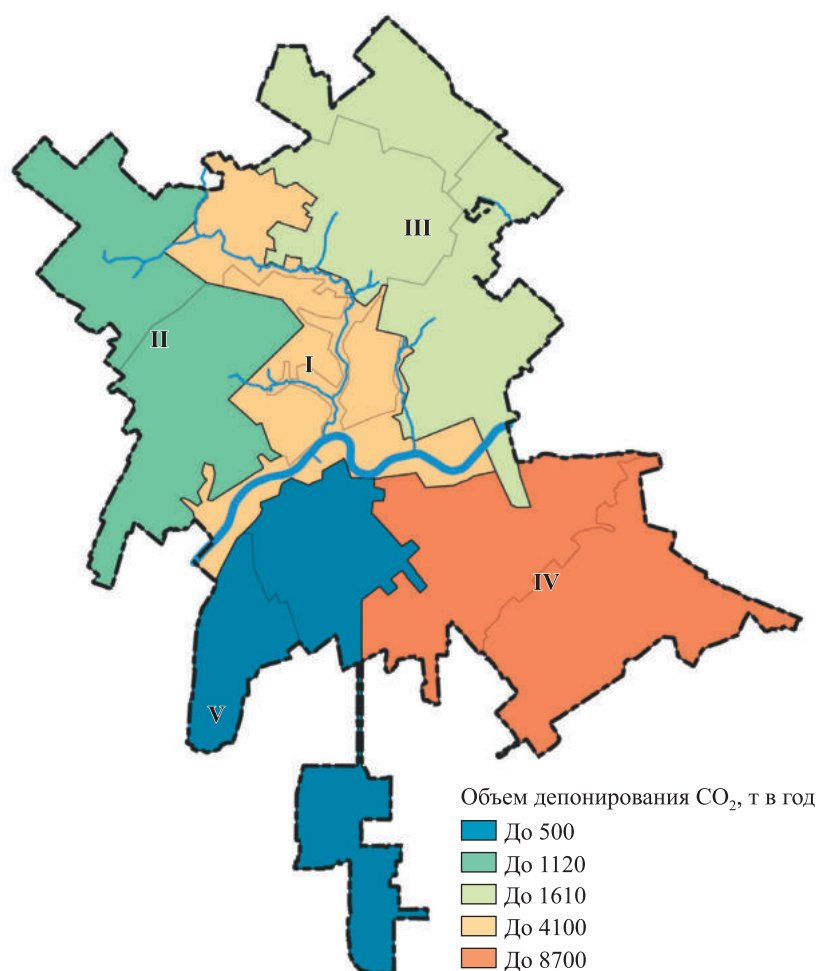 III
II
I
IV
V
Объем депонирования CO₂, т в год
До 500
До 1120
До 1610
До 4100
До 8700